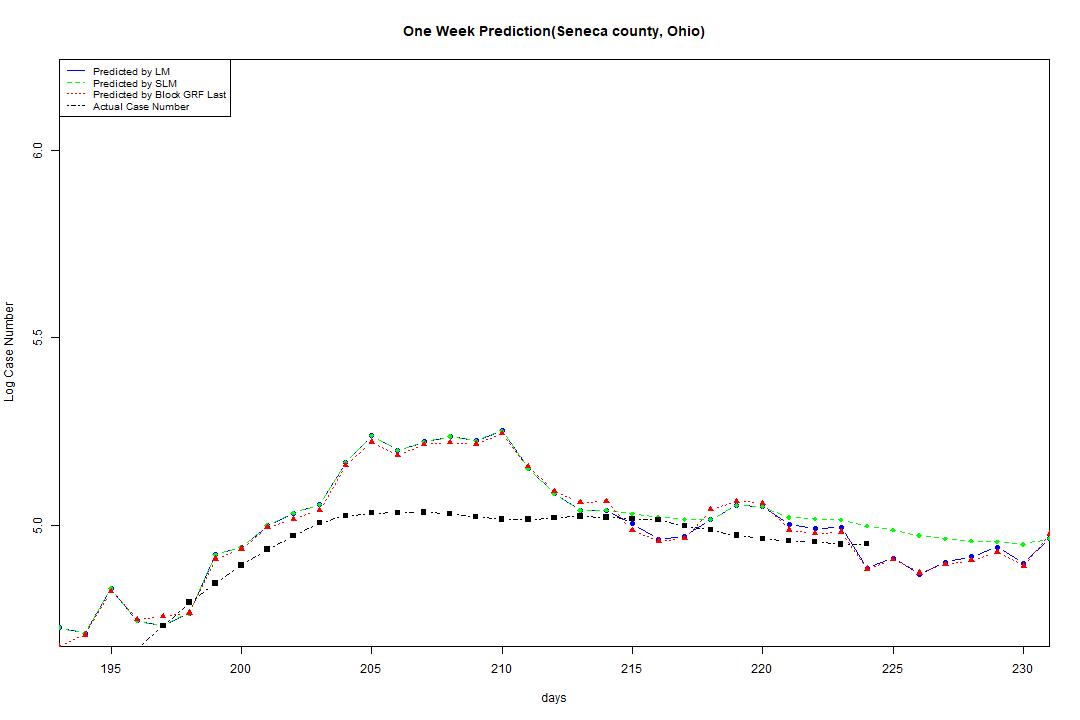 One Week Prediction(Seneca county, Ohio)
Predicted by LM
Predicted by SLM
Predicted by Block GRF Last
Actual Case Number
6.0
5.5
5.0
Log Case Number
195 200 205 210 215 220 225 230
days